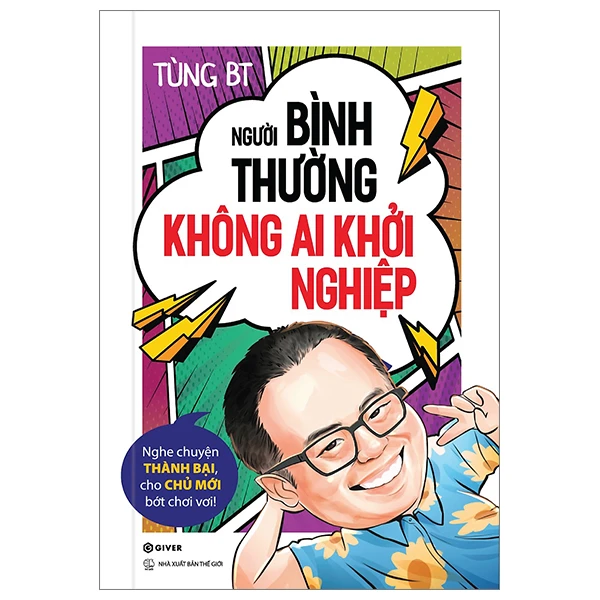 TÙNG BT
NGƯỜI BÌNH
THƯỜNG
KHÔNG AI KHỞI
NGHIỆP
Nghe chuyện
THÀNH BẠI,
cho CHỦ MỚI
bớt chơi vơi!
GIVER
NHÀ XUẤT BẢN THẾ GIỚI